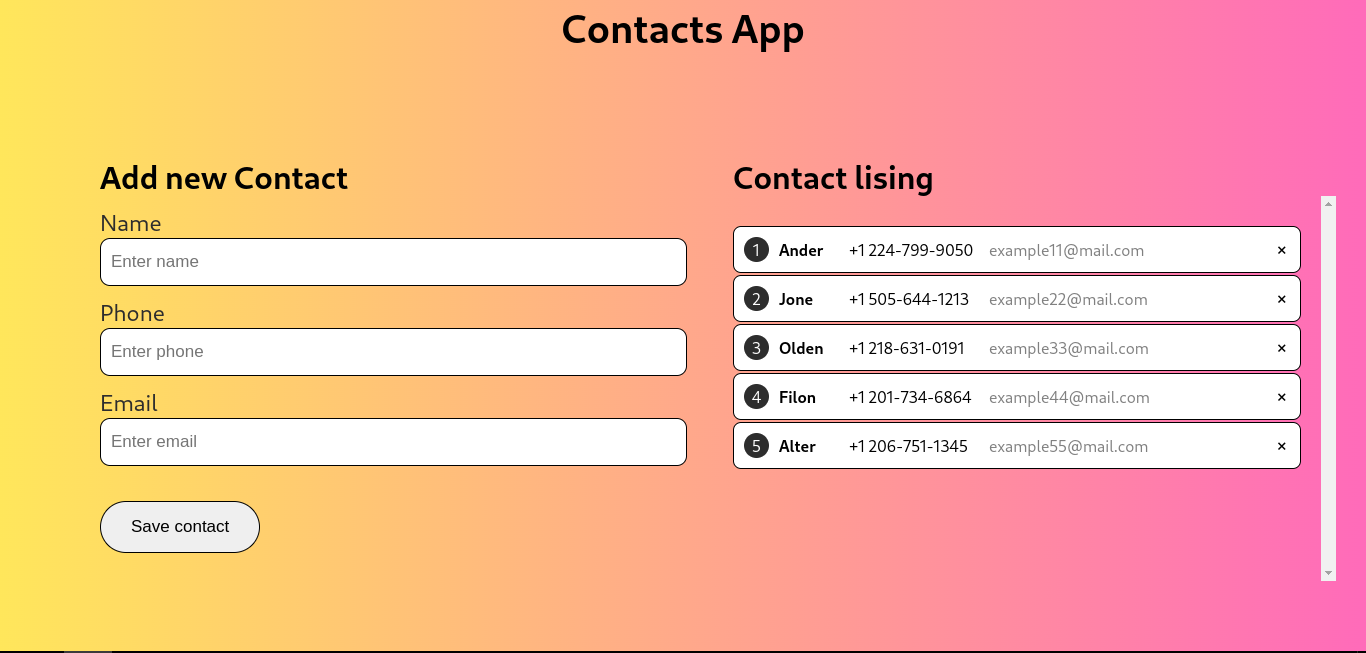 Contacts App
Add new Contact
Name
Enter name
Phone
Enter phone
Email
Enter email
Save contact
Contact lising
1 Ander +1 224-799-9050 example11@mail.com ×
2 Jone +1 505-644-1213 example22@mail.com ×
3 Olden +1 218-631-0191 example33@mail.com ×
4 Filon +1 201-734-6864 example44@mail.com ×
5 Alter +1 206-751-1345 example55@mail.com ×